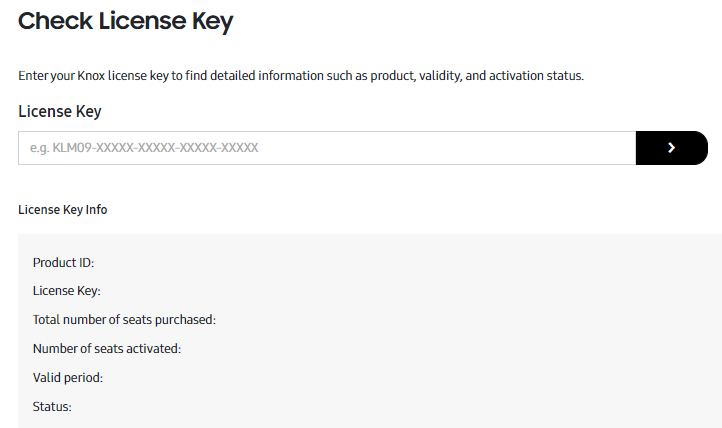 Check License Key
Enter your Knox license key to find detailed information such as product, validity, and activation status.
License Key
e.g. KLM09-XXXXX-XXXXX-XXXXX-XXXXX
License Key Info
Product ID:
License Key:
Total number of seats purchased:
Number of seats activated:
Valid period:
Status: